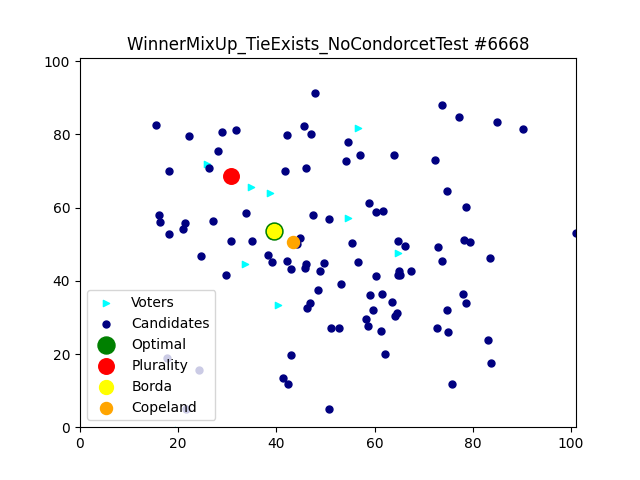 WinnerMixUp_TieExists_NoCondorcetTest #6668
100
80
60
40
20
0
Voters
Candidates
Optimal
Plurality
Borda
Copeland
0 20 40 60 80 100